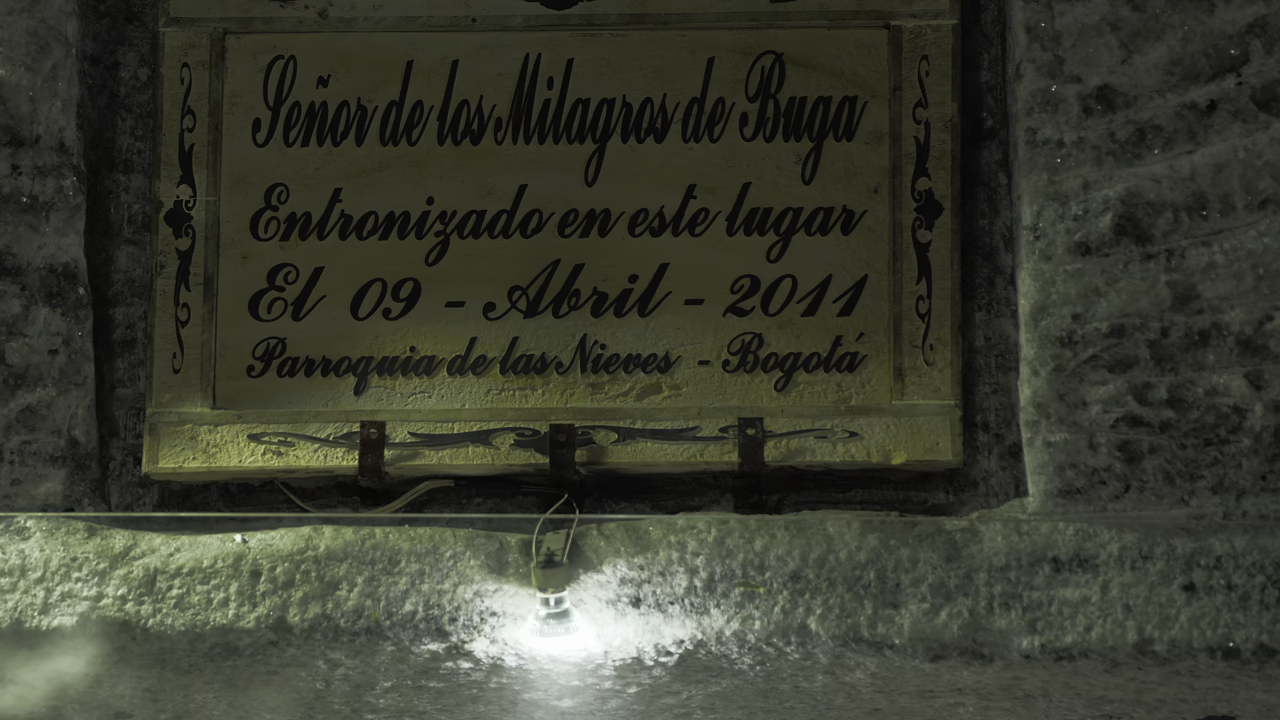 Señor de los Milagros de Buga
Entronizado en este lugar
El 09 - Abril - 2011
Parroquia de las Nieves - Bogotá